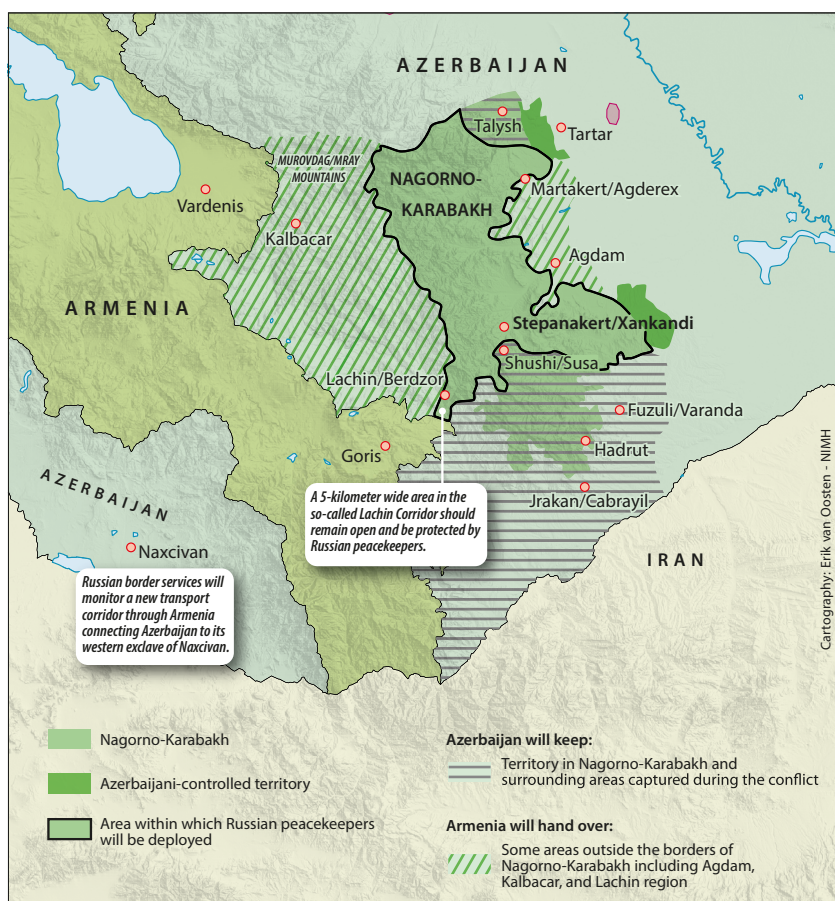 AZERBAIJAN
Talysh
Tartar
MUROVDAG/MRAY
MOUNTAINS
NAGORNO-
KARABAKH
Martakert/Agderex
Vardenis
Kalbacar
Agdam
ARMENIA
Stepanakert/Xankandi
Shushi/Susa
Lachin/Berdzor
Fuzuli/Varanda
Goris
Hadrut
AZERBAIJAN
A 5-kilometer wide area in the
so-called Lachin Corridor should
remain open and be protected by
Russian peacekeepers.
Jrakan/Cabrayil
Naxcivan
IRAN
Russian border services will
monitor a new transport
corridor through Armenia
connecting Azerbaijan to its
western exclave of Naxcivan.
Cartography: Erik van Oosten - NIMH
Nagorno-Karabakh
Azerbaijani-controlled territory
Area within which Russian peacekeepers
will be deployed
Azerbaijan will keep:
Territory in Nagorno-Karabakh and
surrounding areas captured during the conflict
Armenia will hand over:
Some areas outside the borders of
Nagorno-Karabakh including Agdam,
Kalbacar, and Lachin region